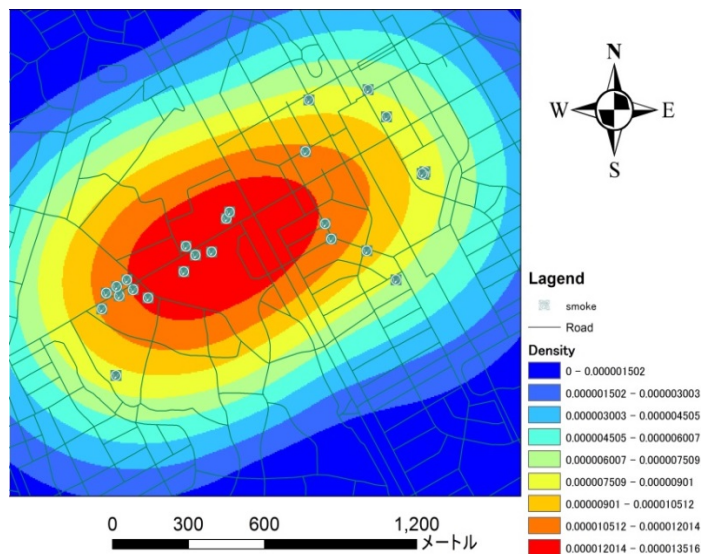 N
W E
S
Lagend
smoke
Road
Density
0 - 0.000001502
0.000001502 - 0.000003003
0.000003003 - 0.000004505
0.000004505 - 0.000006007
0.000006007 - 0.000007509
0.000007509 - 0.00000901
0.00000901 - 0.000010512
0.000010512 - 0.000012014
0.000012014 - 0.000013516
0 300 600 1,200
メートル